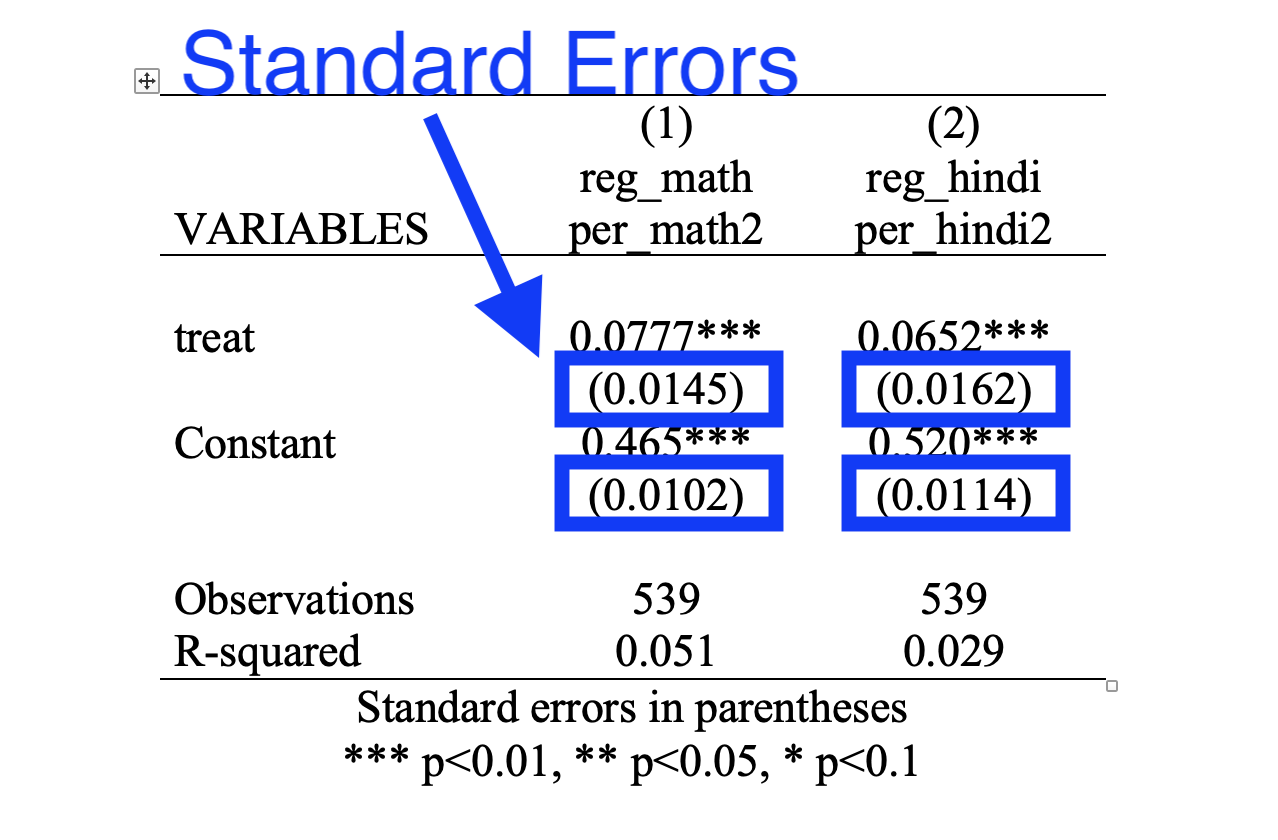 Standard Errors
(1) (2)
reg_math reg_hindi
VARIABLES per_math2 per_hindi2
treat 0.0777*** 0.0652***
(0.0145) (0.0162)
Constant 0.465*** 0.520***
(0.0102) (0.0114)
Observations 539 539
R-squared 0.051 0.029
Standard errors in parentheses
*** p<0.01, ** p<0.05, * p<0.1